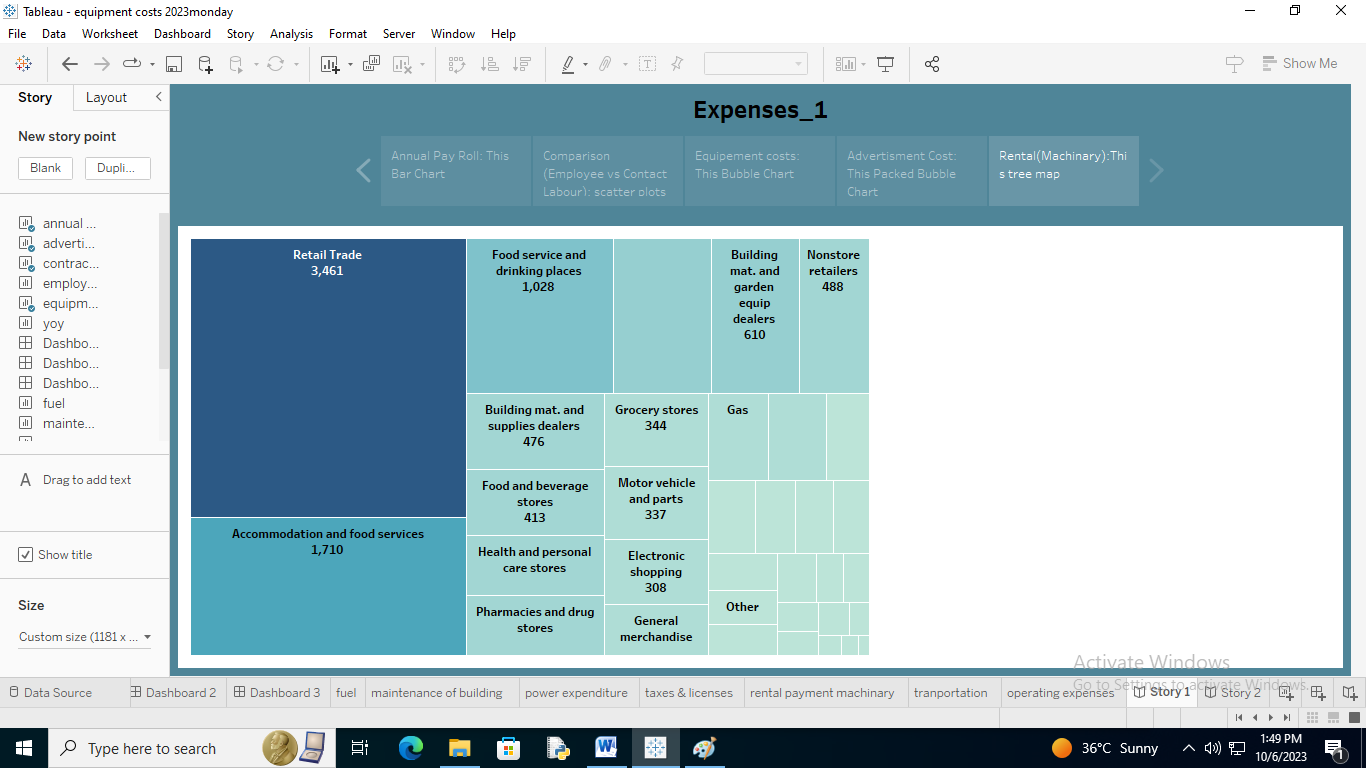 Tableau - equipment costs 2023monday
File Data Worksheet Dashboard Story Analysis Format Server Window Help
Show Me
Story Layout
New story point
Blank Dupli...
annual ...
adverti...
contrac...
employ...
equipm...
yoy
Dashbo...
Dashbo...
Dashbo...
fuel
mainte...
A Drag to add text
Show title
Size
Custom size (1181 x ...
Expenses_1
Annual Pay Roll: This
Bar Chart
Comparison
(Employee vs Contact
Labour): scatter plots
Equipement costs:
This Bubble Chart
Advertisment Cost:
This Packed Bubble
Chart
Rental(Machinary):Thi
s tree map
Retail Trade
3,461
Accommodation and food services
1,710
Food service and
drinking places
1,028
Building
mat. and
garden
equip
dealers
610
Nonstore
retailers
488
Building mat. and
supplies dealers
476
Food and beverage
stores
413
Health and personal
care stores
Pharmacies and drug
stores
Grocery stores
344
Motor vehicle
and parts
337
Electronic
shopping
308
General
merchandise
Gas
Other
Activate Windows
Go to Settings to activate Windows.
Data Source Dashboard 2 Dashboard 3 fuel maintenance of building power expenditure taxes & licenses rental payment machinary tranportation operating expenses Story 1 Story 2
Type here to search
36°C Sunny
1:49 PM
10/6/2023
1